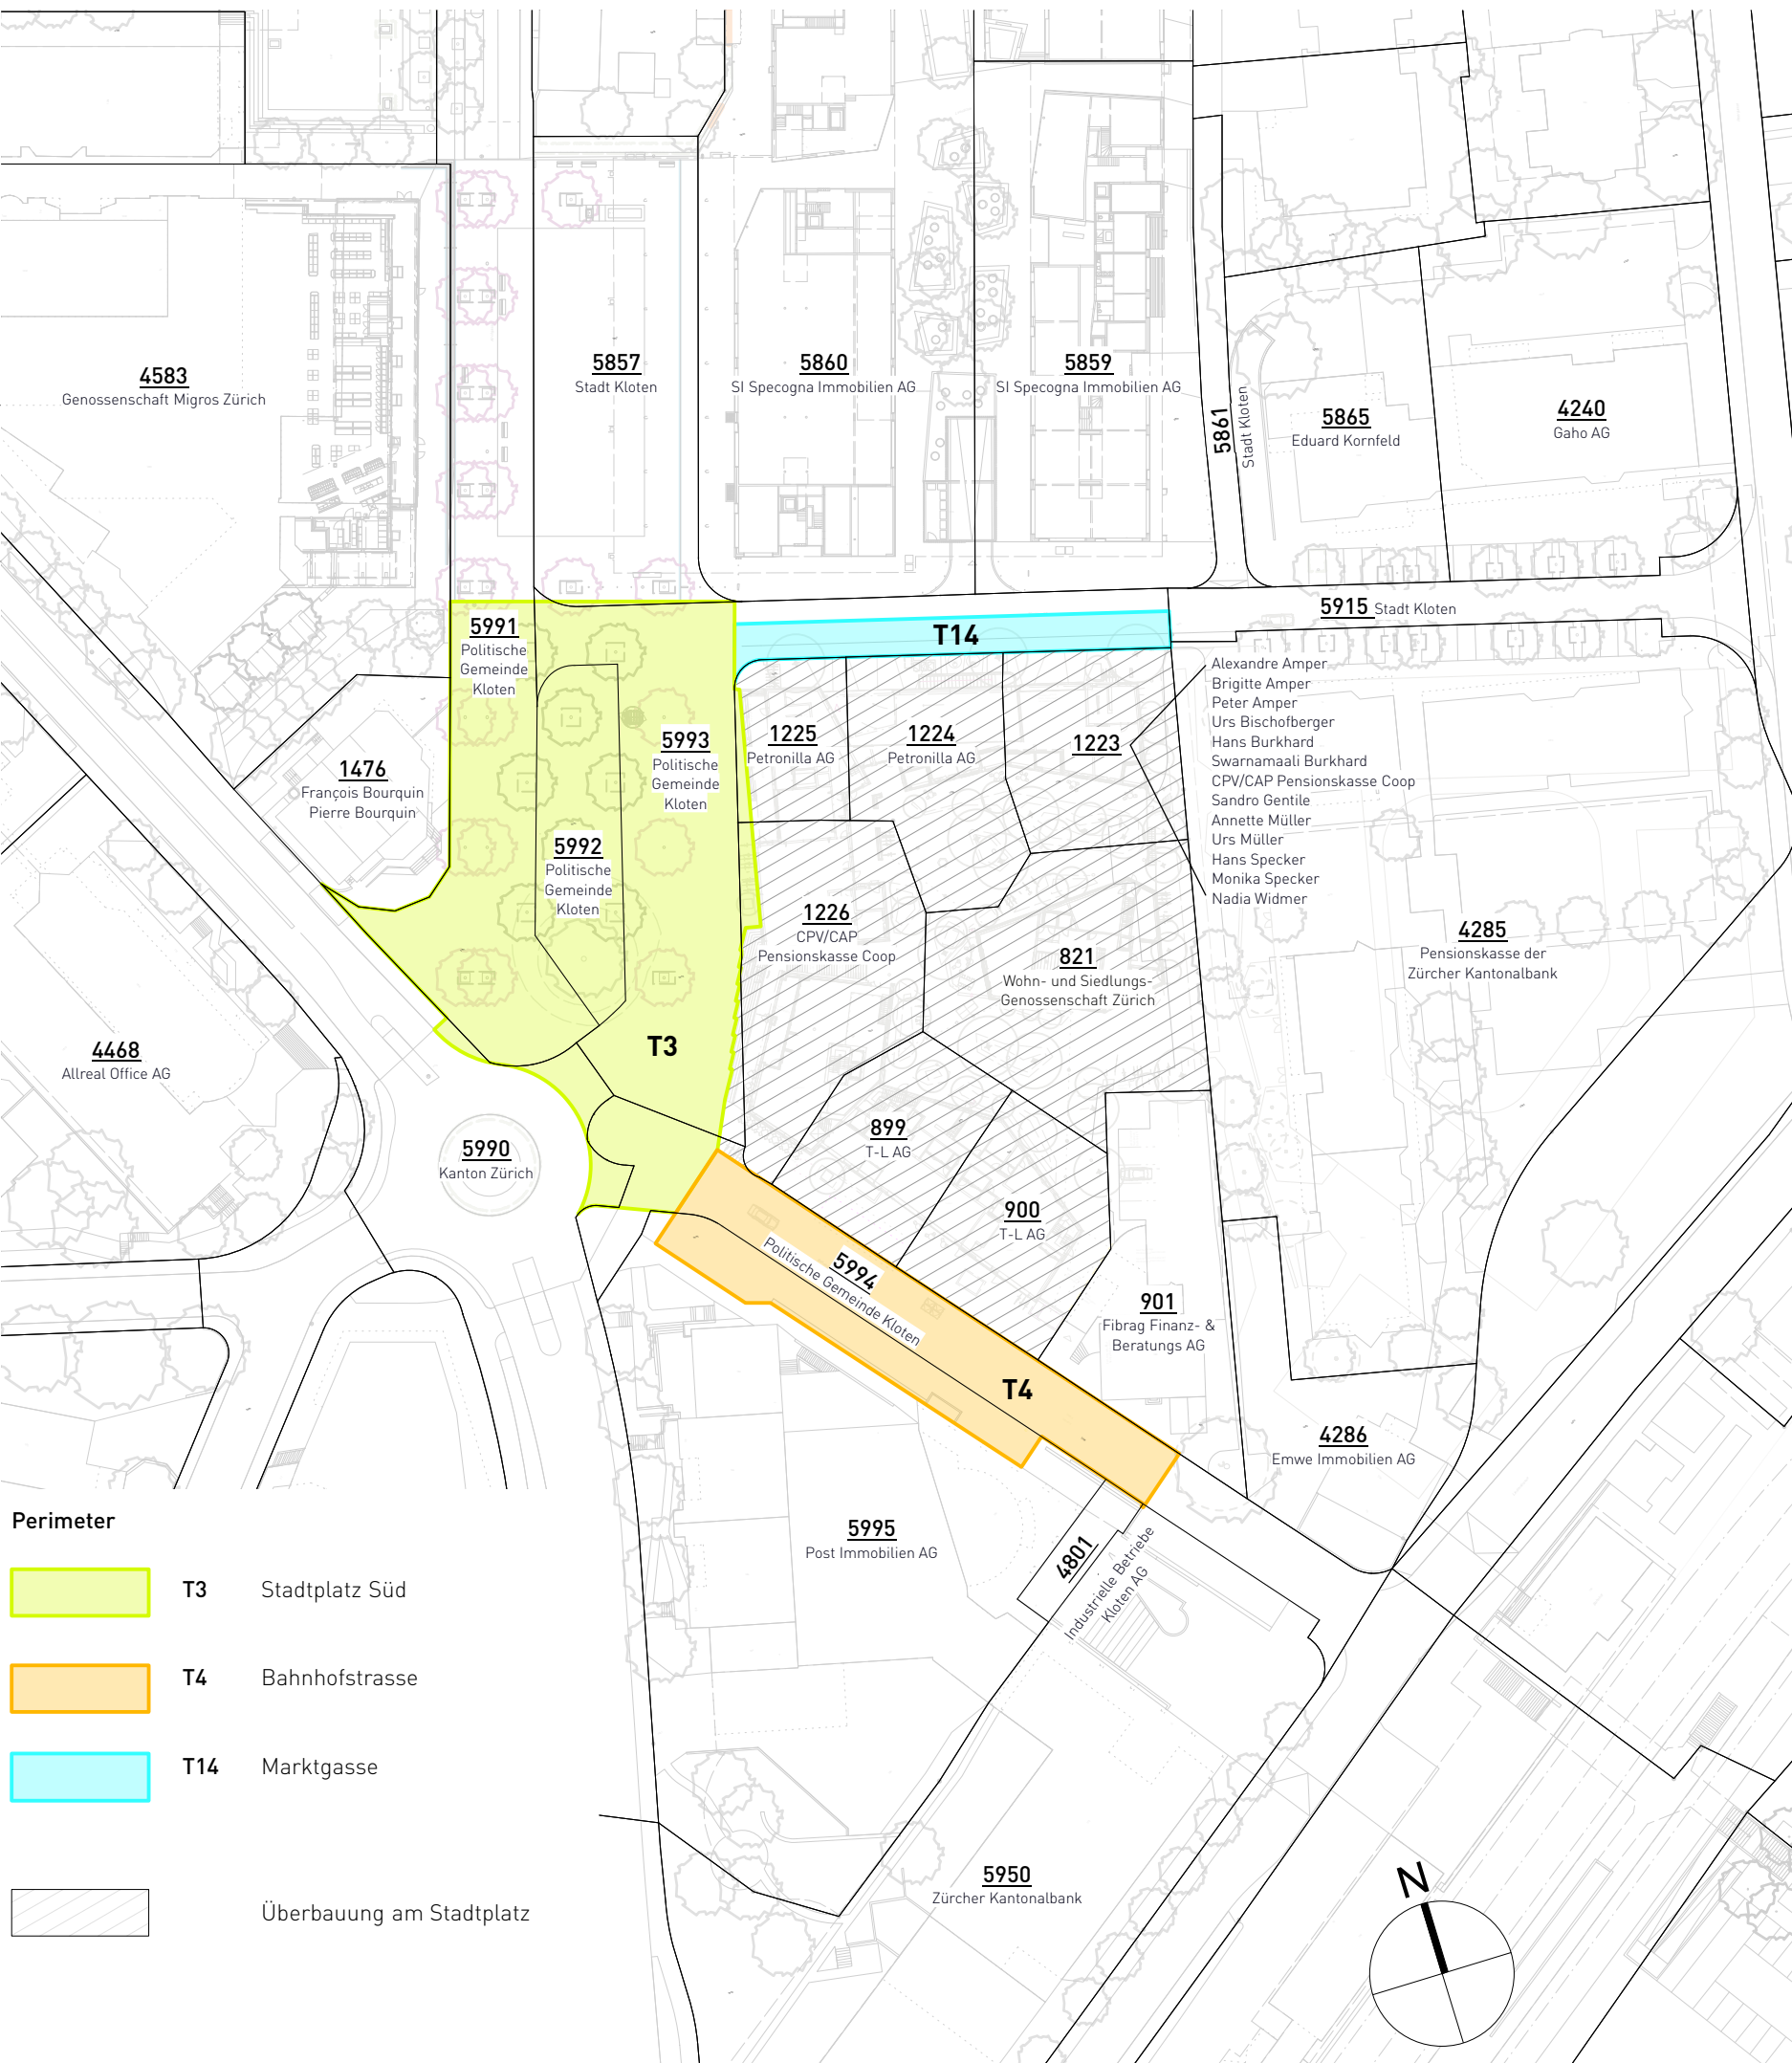 4583
Genossenschaft Migros Zürich
5857
Stadt Kloten
5860
SI Specogna Immobilien AG
5859
SI Specogna Immobilien AG
5861
Stadt Kloten
5865
Eduard Kornfeld
4240
Gaho AG
5915 Stadt Kloten
T14
5991
Politische
Gemeinde
Kloten
5993
Politische
Gemeinde
Kloten
5992
Politische
Gemeinde
Kloten
T3
1476
François Bourquin
Pierre Bourquin
1225
Petronilla AG
1224
Petronilla AG
1223
Alexandre Amper
Brigitte Amper
Peter Amper
Urs Bischofberger
Hans Burkhard
Swarnamaali Burkhard
CPV/CAP Pensionskasse Coop
Sandro Gentile
Annette Müller
Urs Müller
Hans Specker
Monika Specker
Nadia Widmer
1226
CPV/CAP
Pensionskasse Coop
821
Wohn- und Siedlungs-
Genossenschaft Zürich
4285
Pensionskasse der
Zürcher Kantonalbank
4468
Allreal Office AG
5990
Kanton Zürich
899
T-L AG
900
T-L AG
5994
Politische Gemeinde Kloten
T4
901
Fibrag Finanz- &
Beratungs AG
4286
Emwe Immobilien AG
5995
Post Immobilien AG
4801
Industrielle Betriebe
Kloten AG
5950
Zürcher Kantonalbank
Perimeter
T3 Stadtplatz Süd
T4 Bahnhofstrasse
T14 Marktgasse
Überbauung am Stadtplatz
N